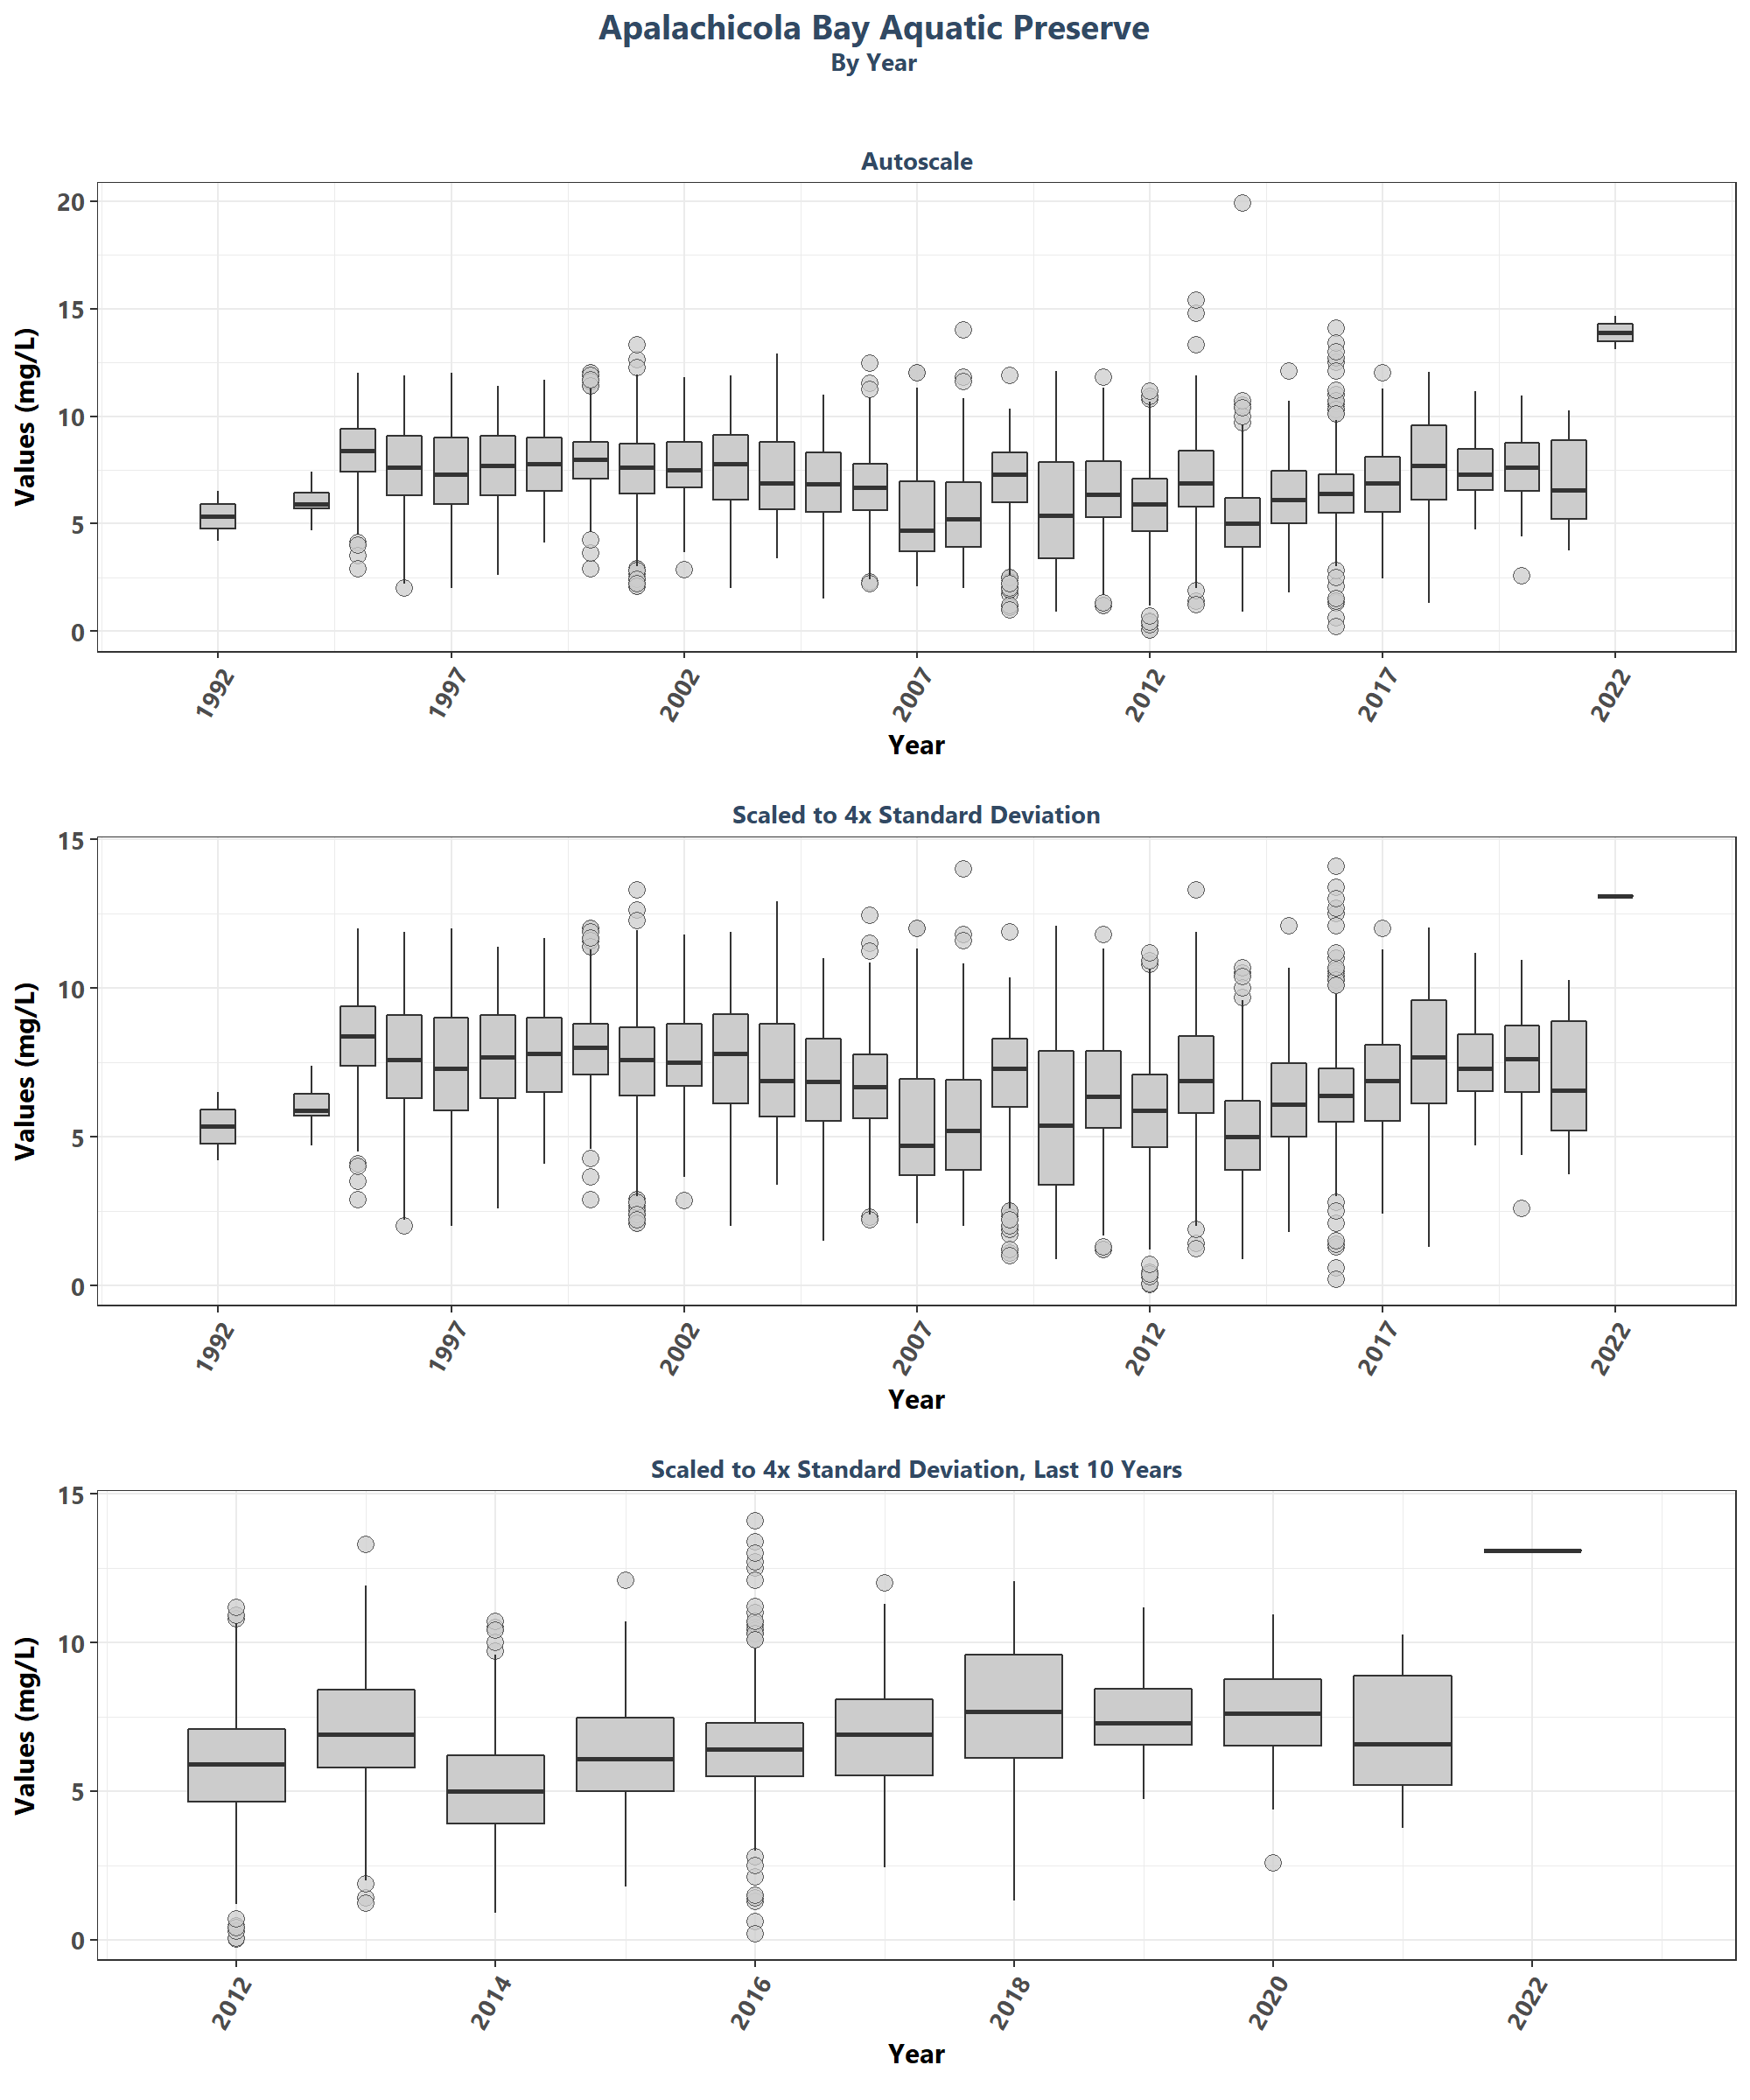 Apalachicola Bay Aquatic Preserve
By Year
Autoscale
Values (mg/L)
20
15
10
5
0
1992 1997 2002 2007 2012 2017 2022
Year
Scaled to 4x Standard Deviation
Values (mg/L)
15
10
5
0
1992 1997 2002 2007 2012 2017 2022
Year
Scaled to 4x Standard Deviation, Last 10 Years
Values (mg/L)
15
10
5
0
2012 2014 2016 2018 2020 2022
Year